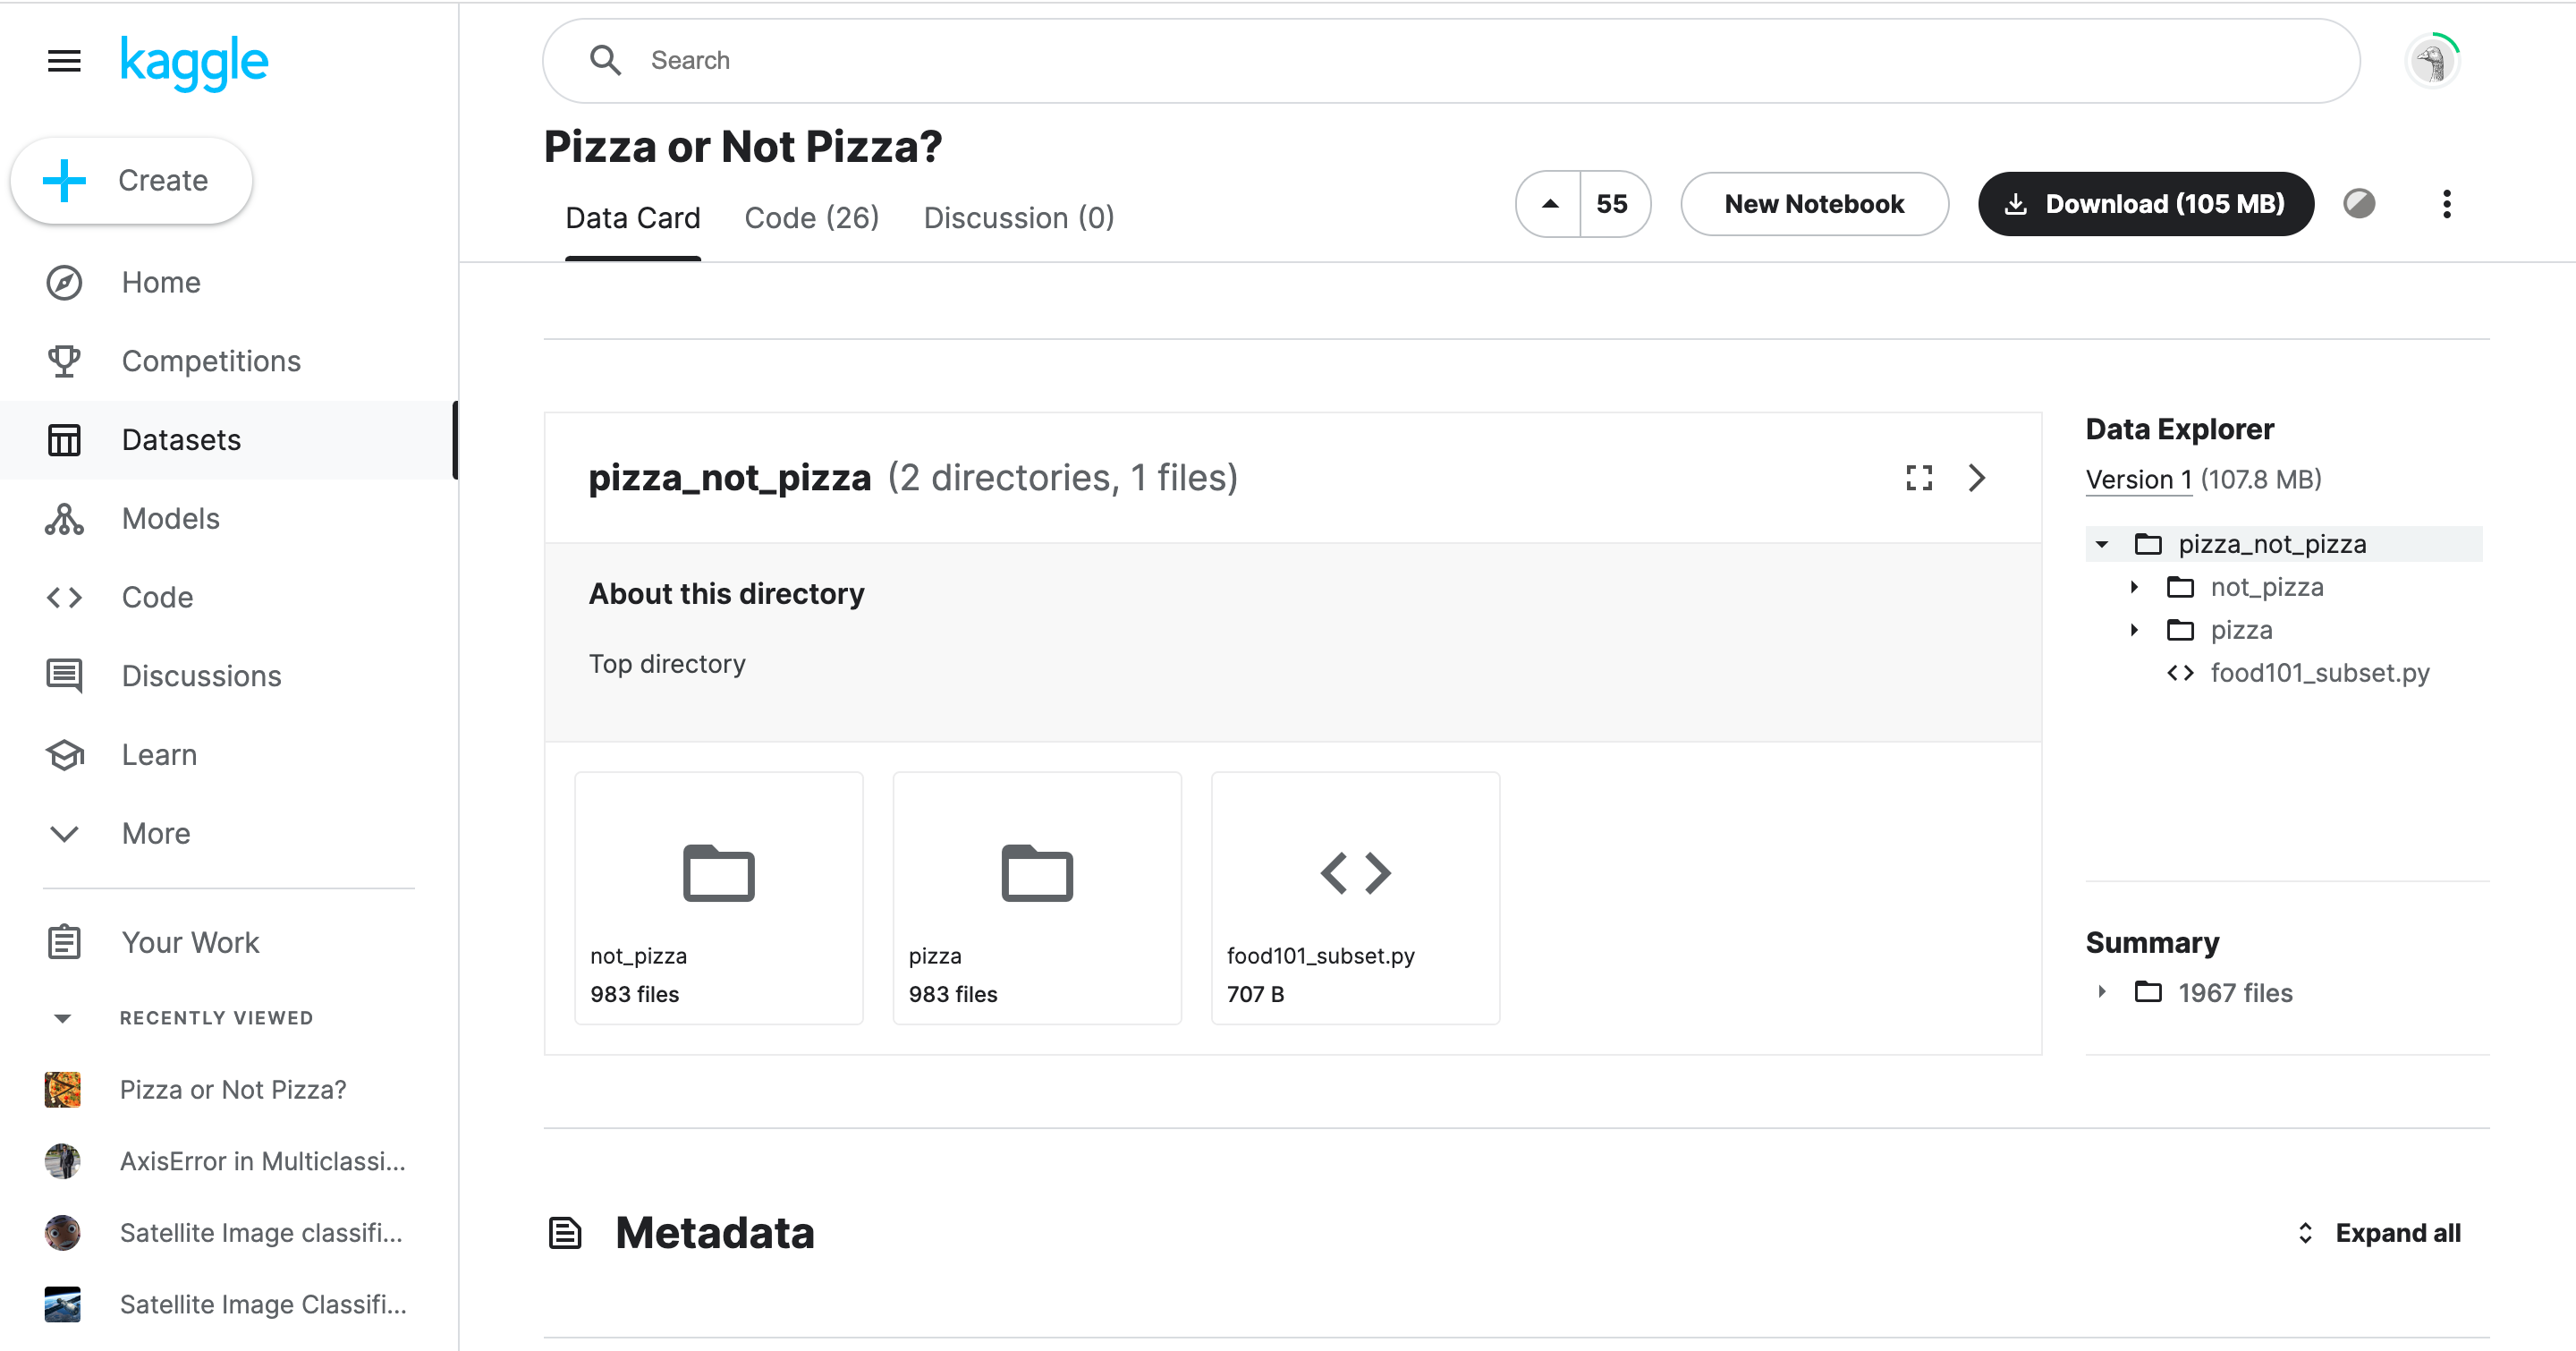 kaggle
Search
Create
Home
Competitions
Datasets
Models
Code
Discussions
Learn
More
Your Work
RECENTLY VIEWED
Pizza or Not Pizza?
AxisError in Multiclassi...
Satellite Image classifi...
Satellite Image Classifi...
Pizza or Not Pizza?
Data Card
Code (26)
Discussion (0)
55
New Notebook
Download (105 MB)
pizza_not_pizza (2 directories, 1 files)
About this directory
Top directory
not_pizza
983 files
pizza
983 files
food101_subset.py
707 B
Data Explorer
Version 1 (107.8 MB)
pizza_not_pizza
not_pizza
pizza
food101_subset.py
Summary
1967 files
Metadata
Expand all